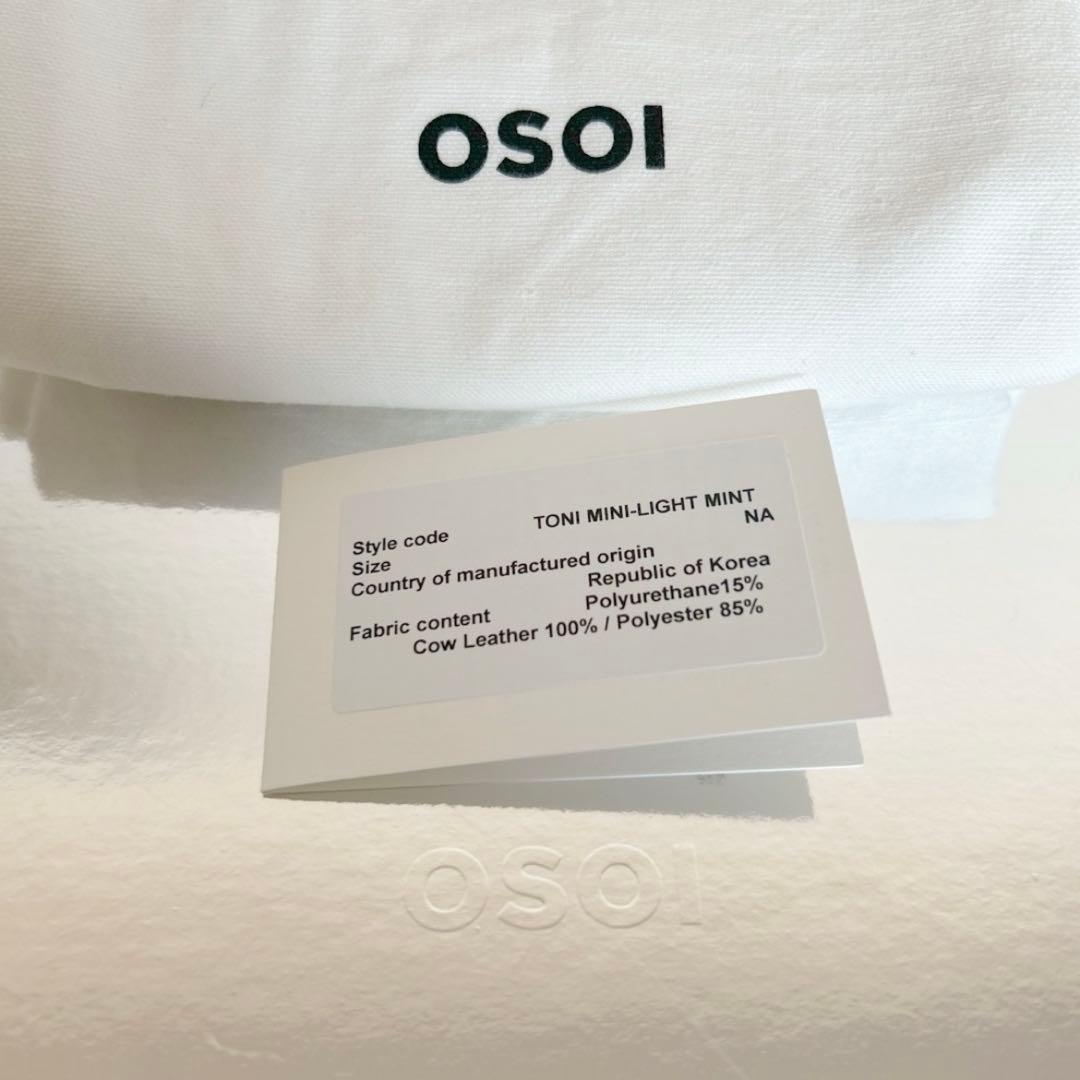 OSOI
Style code TONI MINI-LIGHT MINT
Size NA
Country of manufactured origin
Republic of Korea
Fabric content Polyurethane15%
Cow Leather 100% / Polyester 85%
OSOI